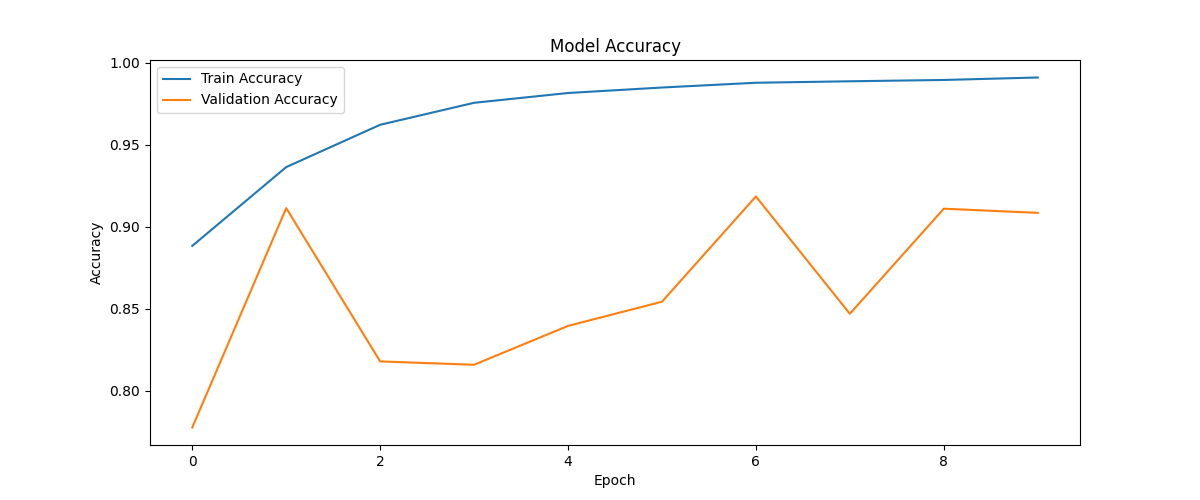 Model Accuracy
Train Accuracy
Validation Accuracy
1.00
0.95
0.90
0.85
0.80
Accuracy
0 2 4 6 8
Epoch